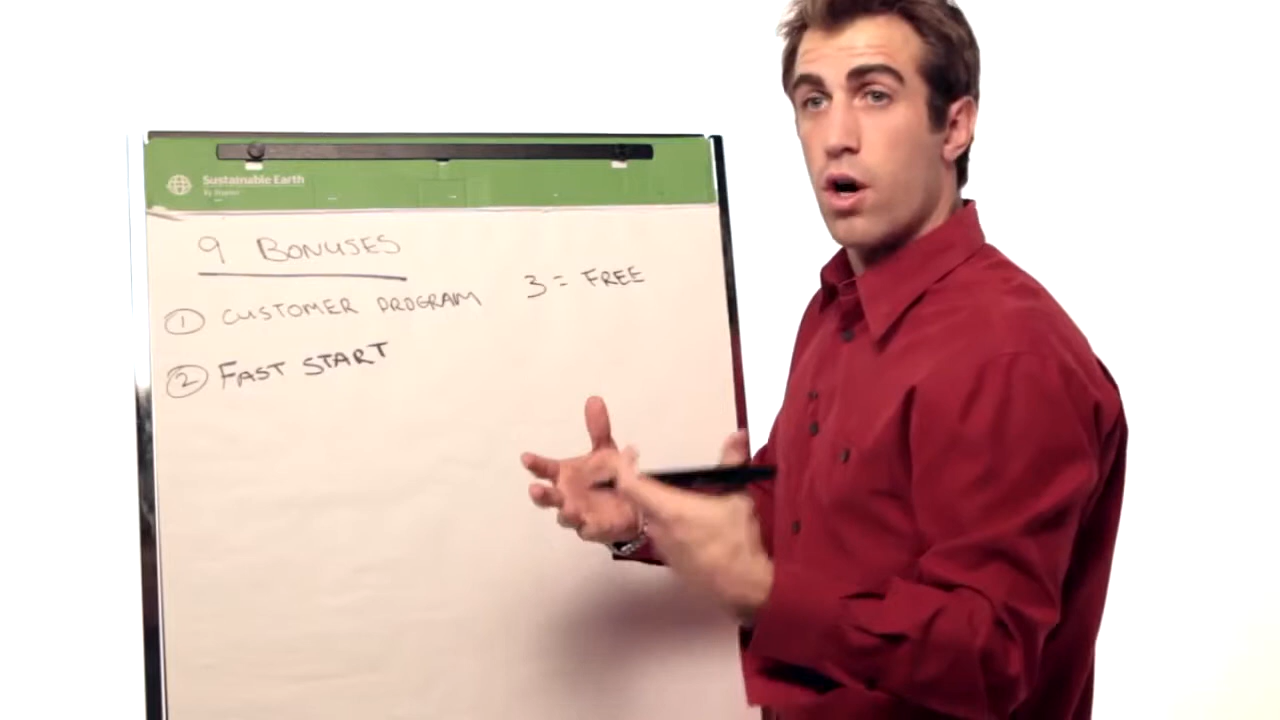 Sustainable Earth
9 BONUSES
① CUSTOMER PROGRAM 3 = FREE
② FAST START